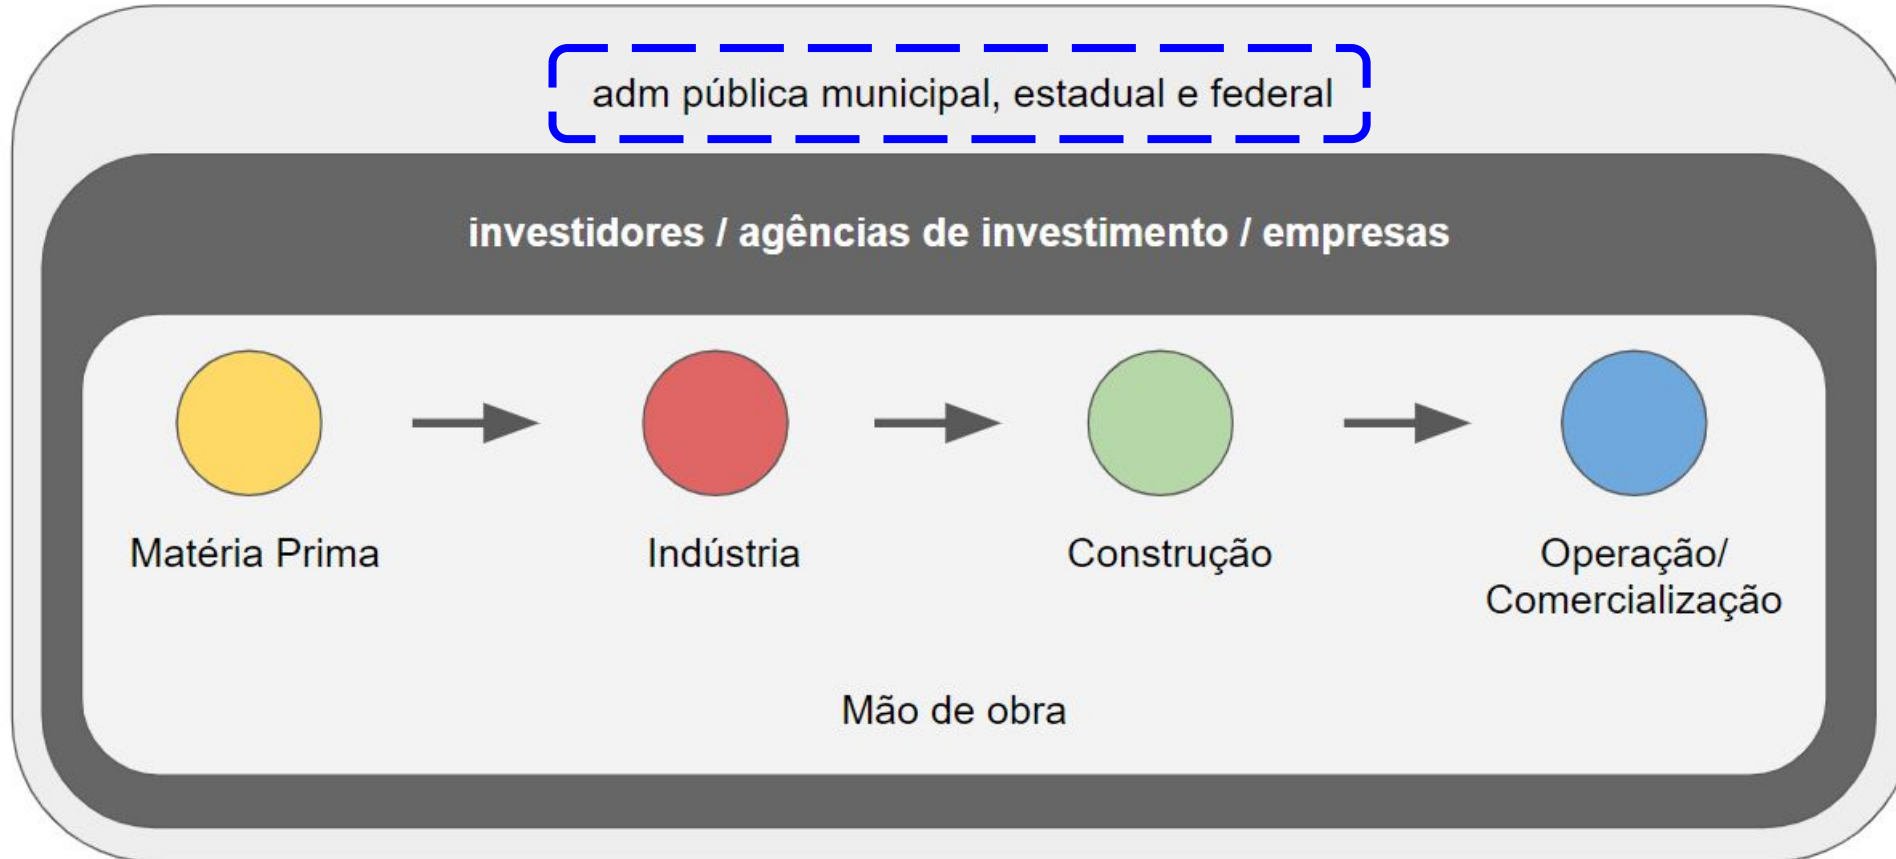 adm pública municipal, estadual e federal
investidores / agências de investimento / empresas
Matéria Prima
Indústria
Construção
Operação/
Comercialização
Mão de obra